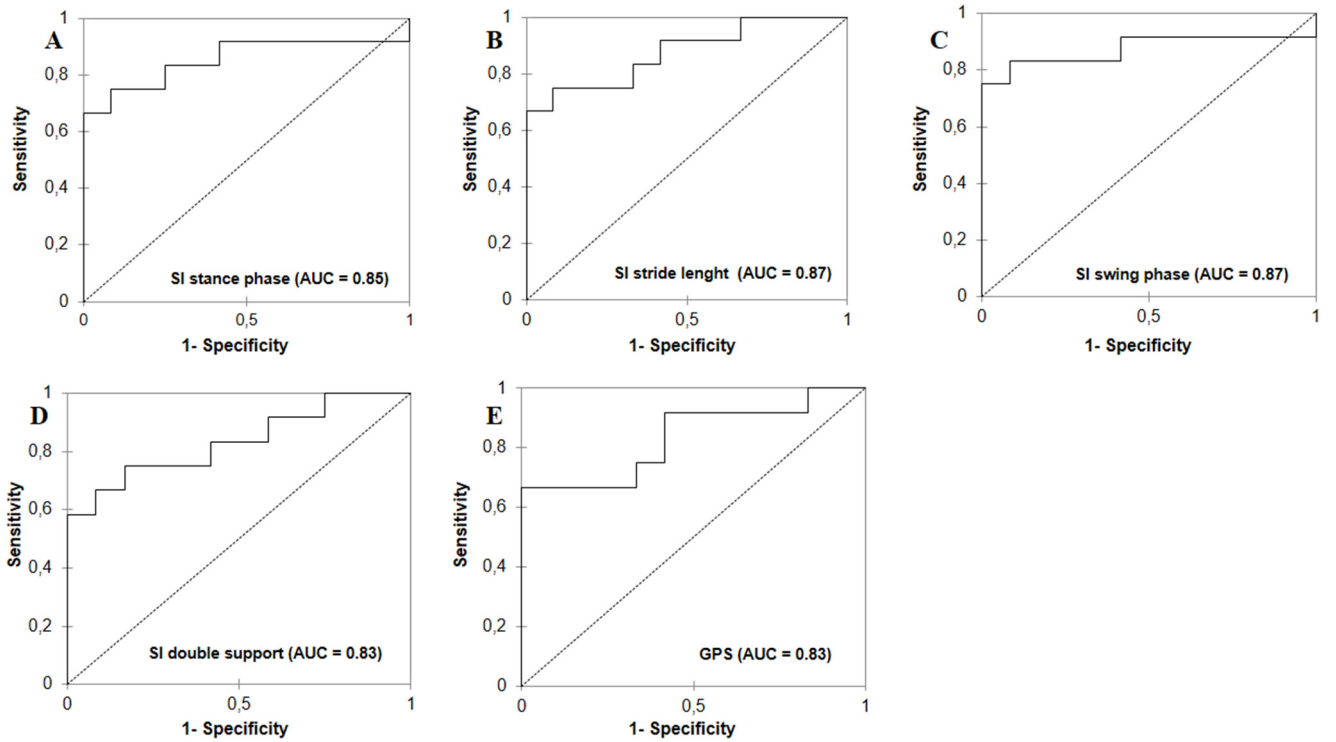 A
1
0,8
0,6
0,4
0,2
0
Sensitivity
SI stance phase (AUC = 0.85)
0
0,5
1
1- Specificity
B
1
0,8
0,6
0,4
0,2
0
Sensitivity
SI stride lenght (AUC = 0.87)
0
0,5
1
1- Specificity
C
1
0,8
0,6
0,4
0,2
0
Sensitivity
SI swing phase (AUC = 0.87)
0
0,5
1
1- Specificity
D
1
0,8
0,6
0,4
0,2
0
Sensitivity
SI double support (AUC = 0.83)
0
0,5
1
1- Specificity
E
1
0,8
0,6
0,4
0,2
0
Sensitivity
GPS (AUC = 0.83)
0
0,5
1
1- Specificity